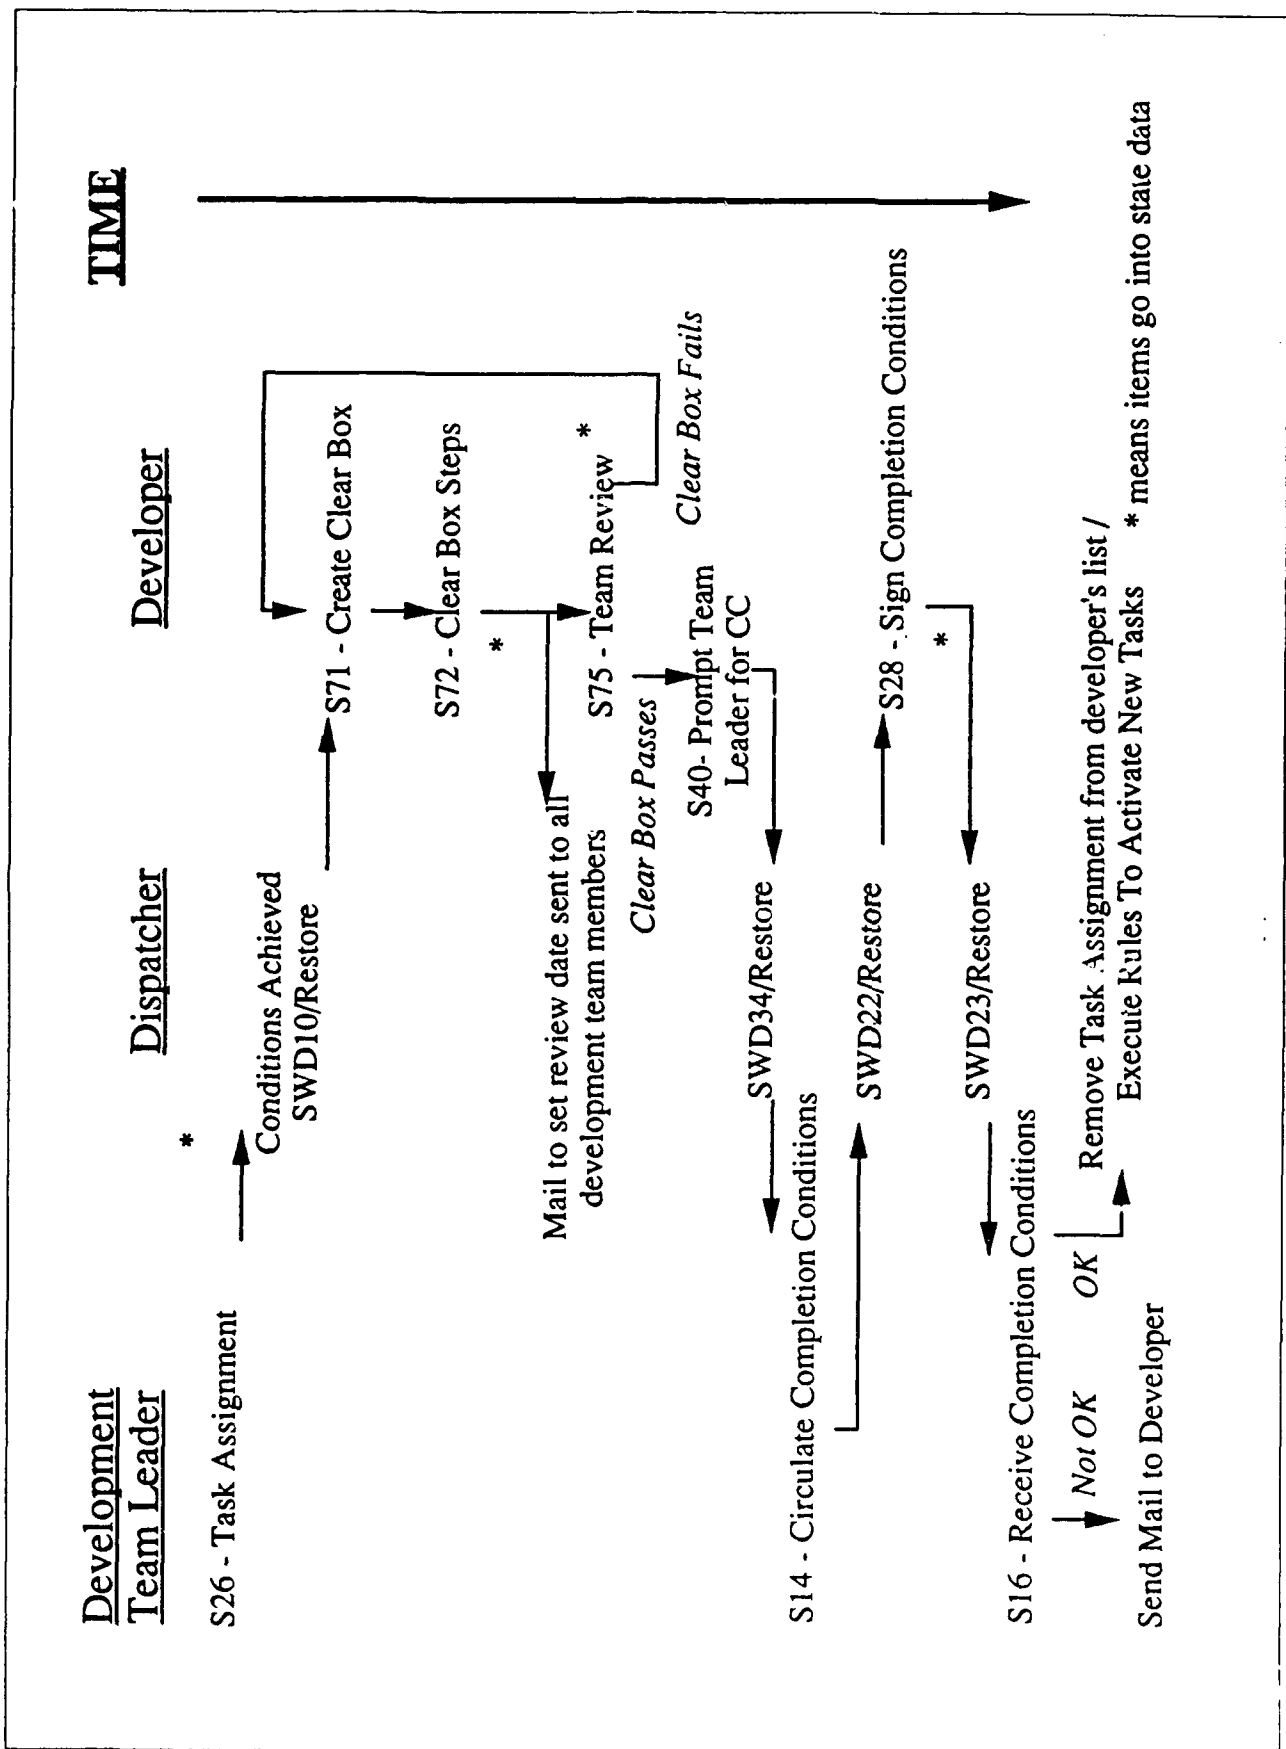 Development
Team Leader
Dispatcher
Developer
TIME
S26 - Task Assignment
*
Conditions Achieved
SWD10/Restore
S71 - Create Clear Box
S72 - Clear Box Steps
*
Mail to set review date sent to all
development team members
S75 - Team Review
*
Clear Box Passes
Clear Box Fails
S40- Prompt Team
Leader for CC
SWD34/Restore
S14 - Circulate Completion Conditions
SWD22/Restore
S28 - Sign Completion Conditions
*
SWD23/Restore
S16 - Receive Completion Conditions
Not OK
OK
Remove Task Assignment from developer's list /
Execute Rules To Activate New Tasks
Send Mail to Developer
* means items go into state data